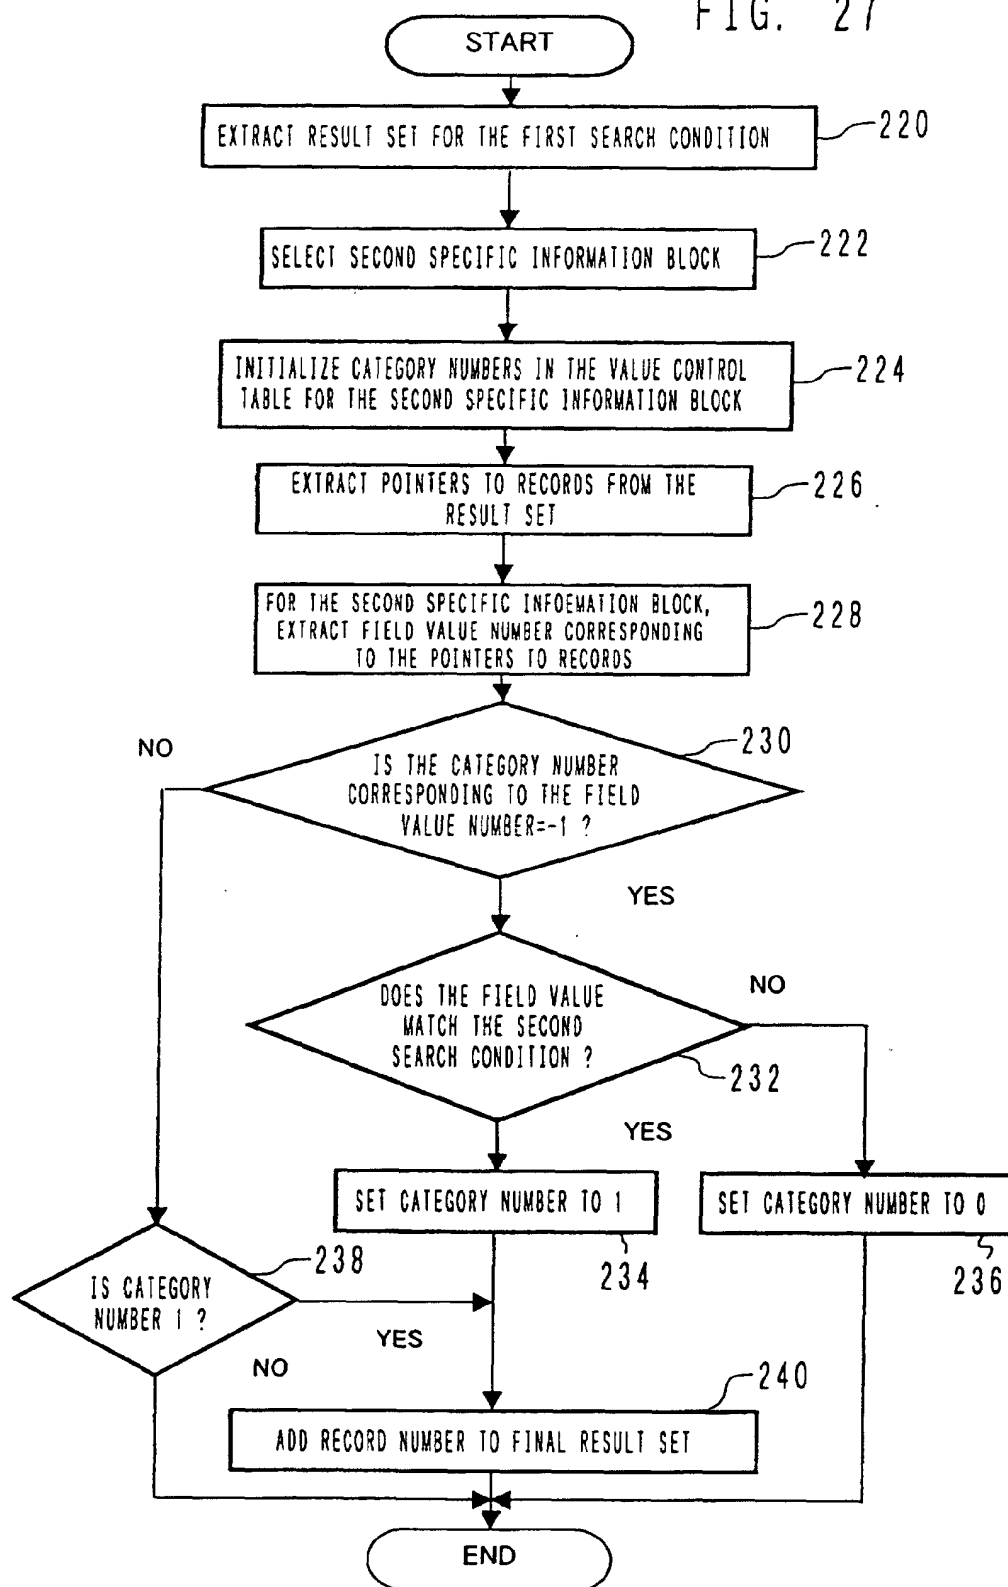 FIG. 27
START
EXTRACT RESULT SET FOR THE FIRST SEARCH CONDITION
220
SELECT SECOND SPECIFIC INFORMATION BLOCK
222
INITIALIZE CATEGORY NUMBERS IN THE VALUE CONTROL
TABLE FOR THE SECOND SPECIFIC INFORMATION BLOCK
224
EXTRACT POINTERS TO RECORDS FROM THE
RESULT SET
226
FOR THE SECOND SPECIFIC INFOEMATION BLOCK,
EXTRACT FIELD VALUE NUMBER CORRESPONDING
TO THE POINTERS TO RECORDS
228
NO
230
IS THE CATEGORY NUMBER
CORRESPONDING TO THE FIELD
VALUE NUMBER=-1 ?
YES
DOES THE FIELD VALUE
MATCH THE SECOND
SEARCH CONDITION ?
NO
232
YES
SET CATEGORY NUMBER TO 1
234
SET CATEGORY NUMBER TO 0
236
IS CATEGORY
NUMBER 1 ?
238
YES
NO
240
ADD RECORD NUMBER TO FINAL RESULT SET
END